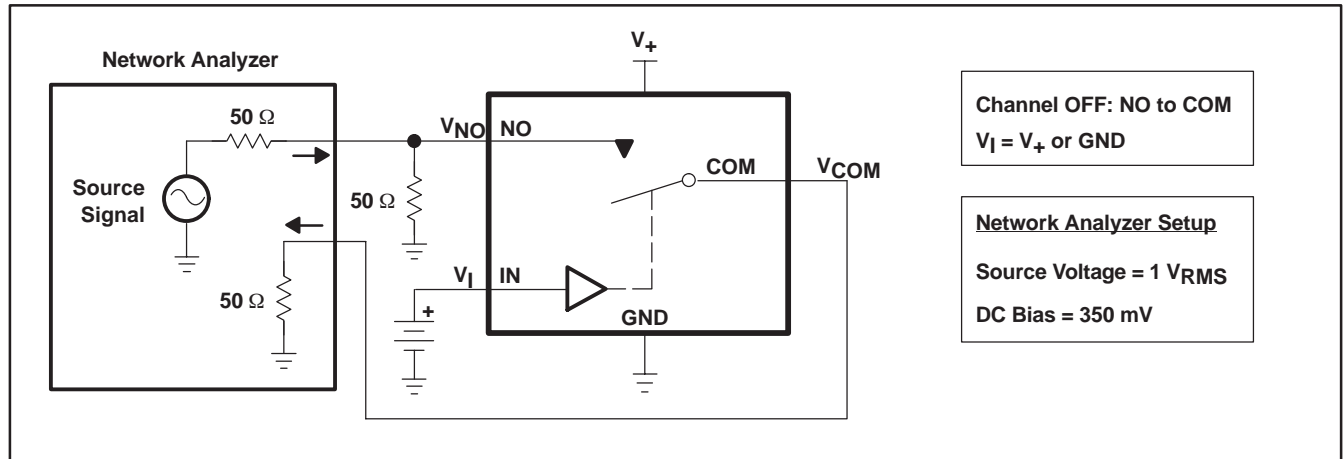 Network Analyzer
50 Ω
Source
Signal
50 Ω
50 Ω
V+
VNO NO
COM
VCOM
VI IN
+
GND
Channel OFF: NO to COM
VI = V+ or GND
Network Analyzer Setup
Source Voltage = 1 VRMS
DC Bias = 350 mV